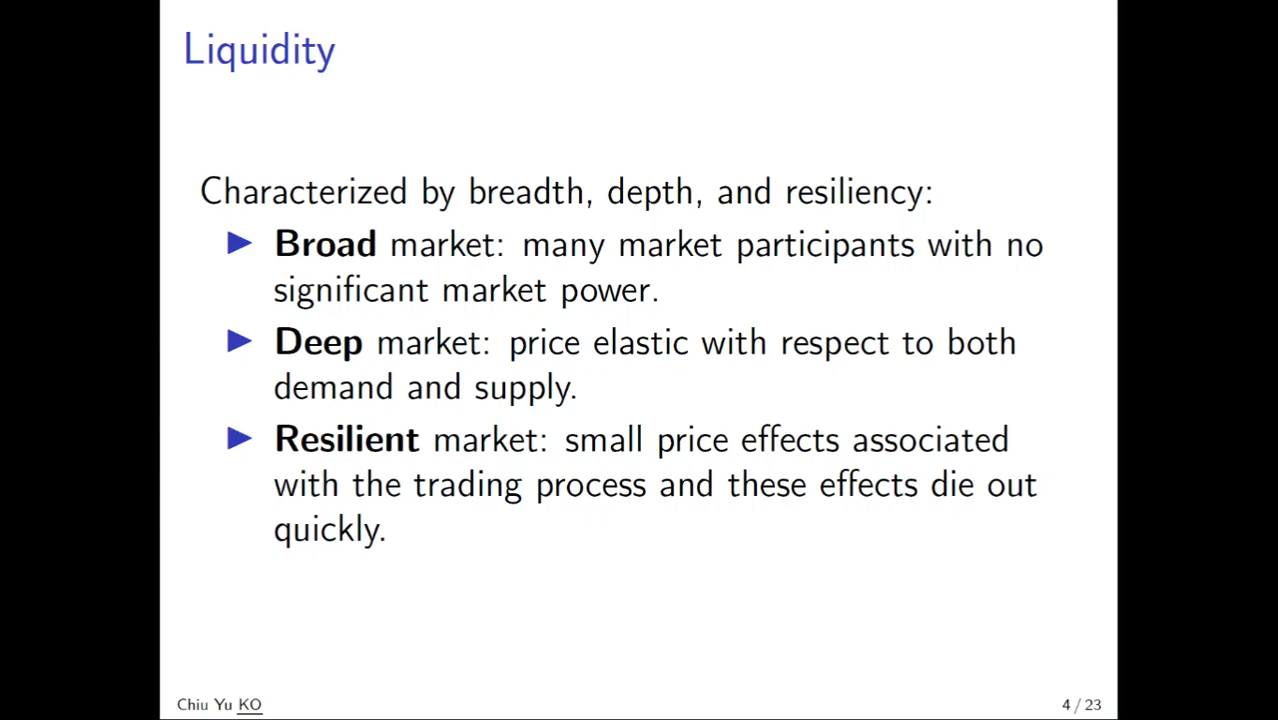 Liquidity
Characterized by breadth, depth, and resiliency:
Broad market: many market participants with no
significant market power.
Deep market: price elastic with respect to both
demand and supply.
Resilient market: small price effects associated
with the trading process and these effects die out
quickly.
Chiu Yu KO
4 / 23